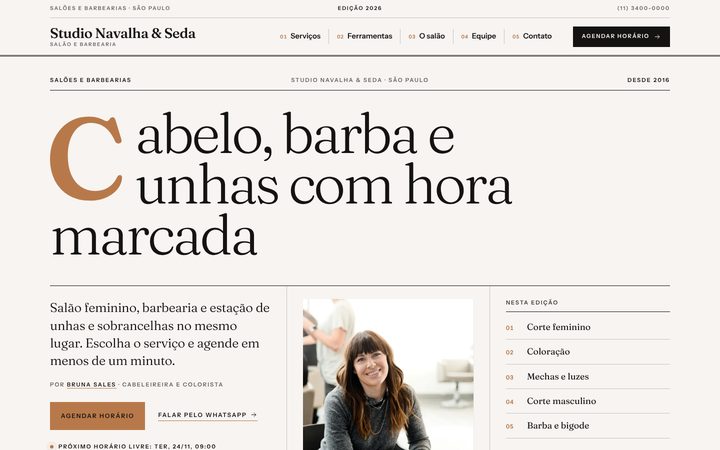 SALÕES E BARBEARIAS · SÃO PAULO
EDIÇÃO 2026
(11) 3400-0000
Studio Navalha & Seda
SALÃO E BARBEARIA
01 Serviços
02 Ferramentas
03 O salão
04 Equipe
05 Contato
AGENDAR HORÁRIO →
SALÕES E BARBEARIAS
STUDIO NAVALHA & SEDA · SÃO PAULO
DESDE 2016
Cabelo, barba e
unhas com hora
marcada
Salão feminino, barbearia e estação de
unhas e sobrancelhas no mesmo
lugar. Escolha o serviço e agende em
menos de um minuto.
POR BRUNA SALES · CABELEIREIRA E COLORISTA
AGENDAR HORÁRIO
FALAR PELO WHATSAPP →
PRÓXIMO HORÁRIO LIVRE: TER, 24/11, 09:00
NESTA EDIÇÃO
01 Corte feminino
02 Coloração
03 Mechas e luzes
04 Corte masculino
05 Barba e bigode